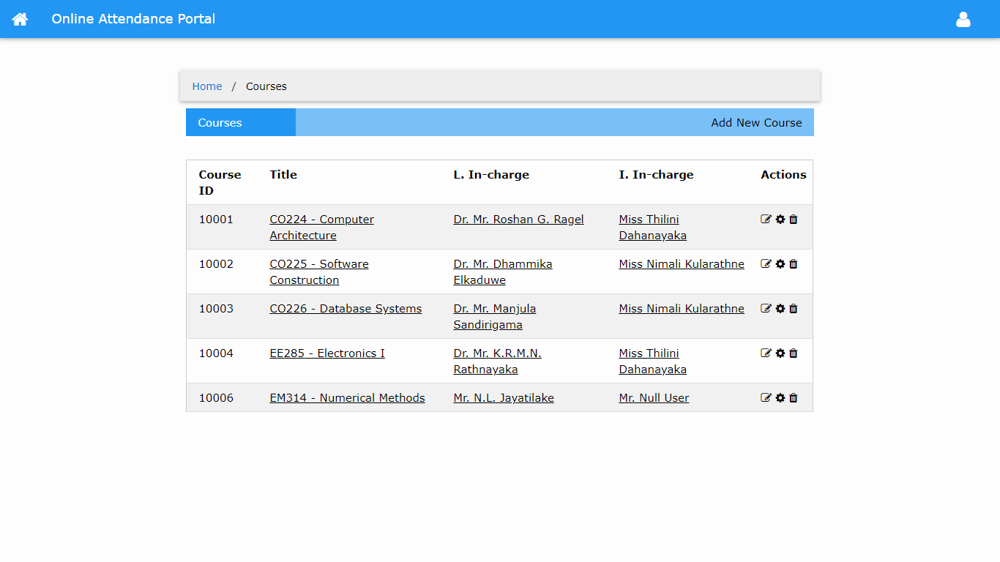 Online Attendance Portal
Home / Courses
Courses Add New Course
Course ID Title L. In-charge I. In-charge Actions
10001 CO224 - Computer Architecture Dr. Mr. Roshan G. Ragel Miss Thilini Dahanayaka
10002 CO225 - Software Construction Dr. Mr. Dhammika Elkaduwe Miss Nimali Kularathne
10003 CO226 - Database Systems Dr. Mr. Manjula Sandirigama Miss Nimali Kularathne
10004 EE285 - Electronics I Dr. Mr. K.R.M.N. Rathnayaka Miss Thilini Dahanayaka
10006 EM314 - Numerical Methods Mr. N.L. Jayatilake Mr. Null User